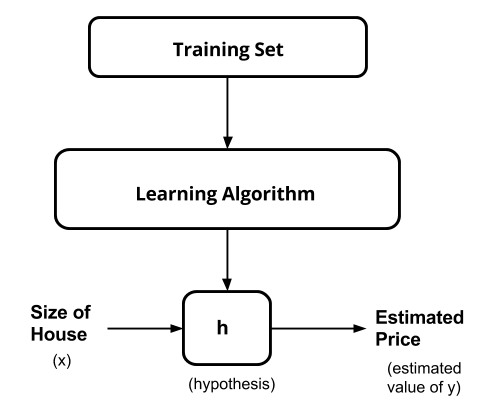 Training Set
Learning Algorithm
Size of
House
(x)
h
(hypothesis)
Estimated
Price
(estimated
value of y)